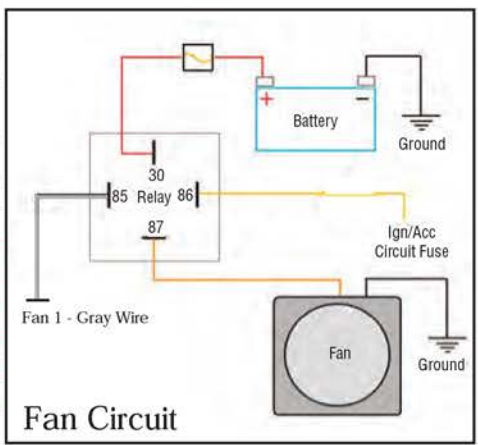 +
−
Battery
Ground
30
85 Relay 86
87
Ign/Acc
Circuit Fuse
Fan 1 - Gray Wire
Fan
Ground
Fan Circuit